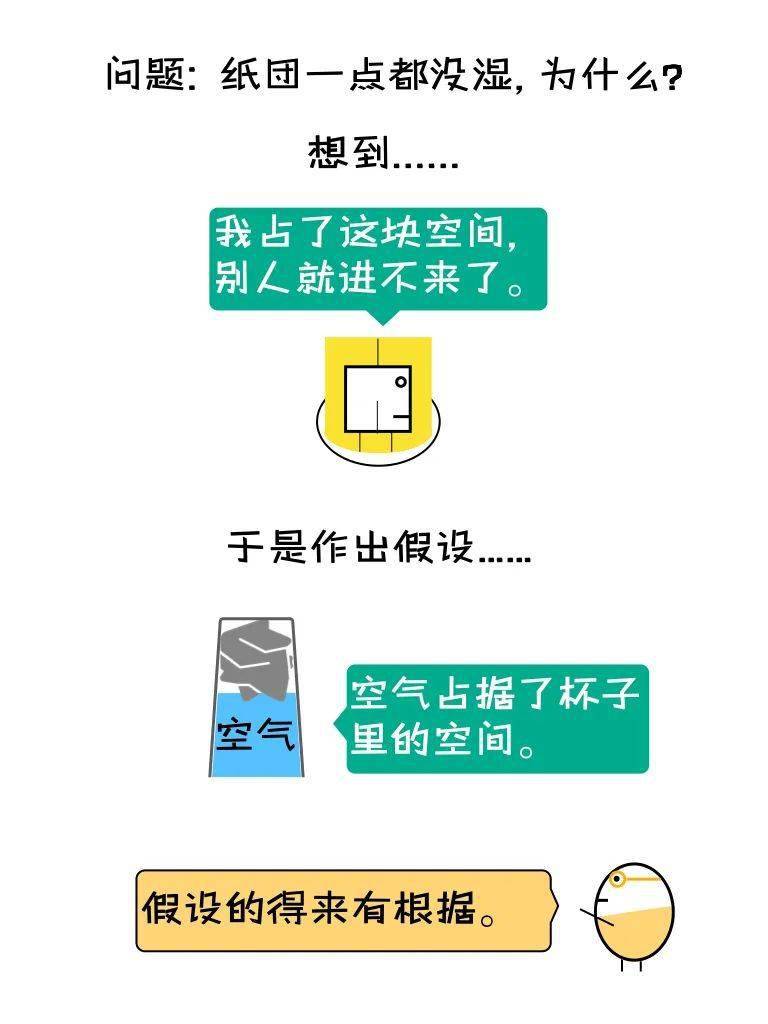 问题：纸团一点都没湿，为什么？
想到……
我占了这块空间，
别人就进不来了。
于是作出假设……
空气
空气占据了杯子
里的空间。
假设的得来有根据。